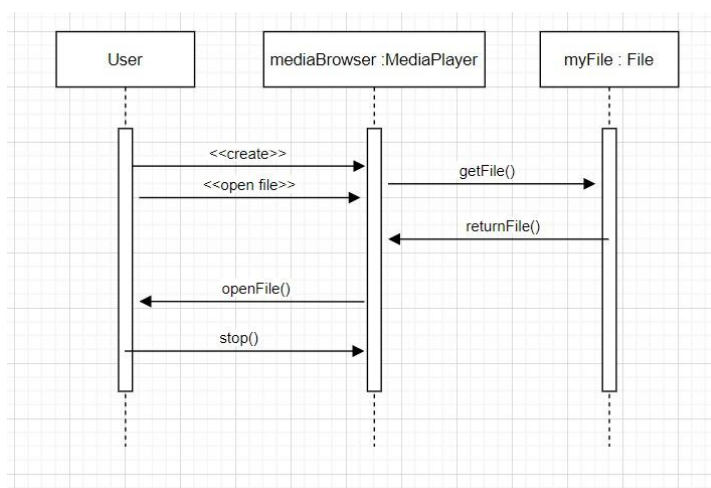 User
mediaBrowser :MediaPlayer
myFile : File
<<create>>
getFile()
<<open file>>
returnFile()
openFile()
stop()